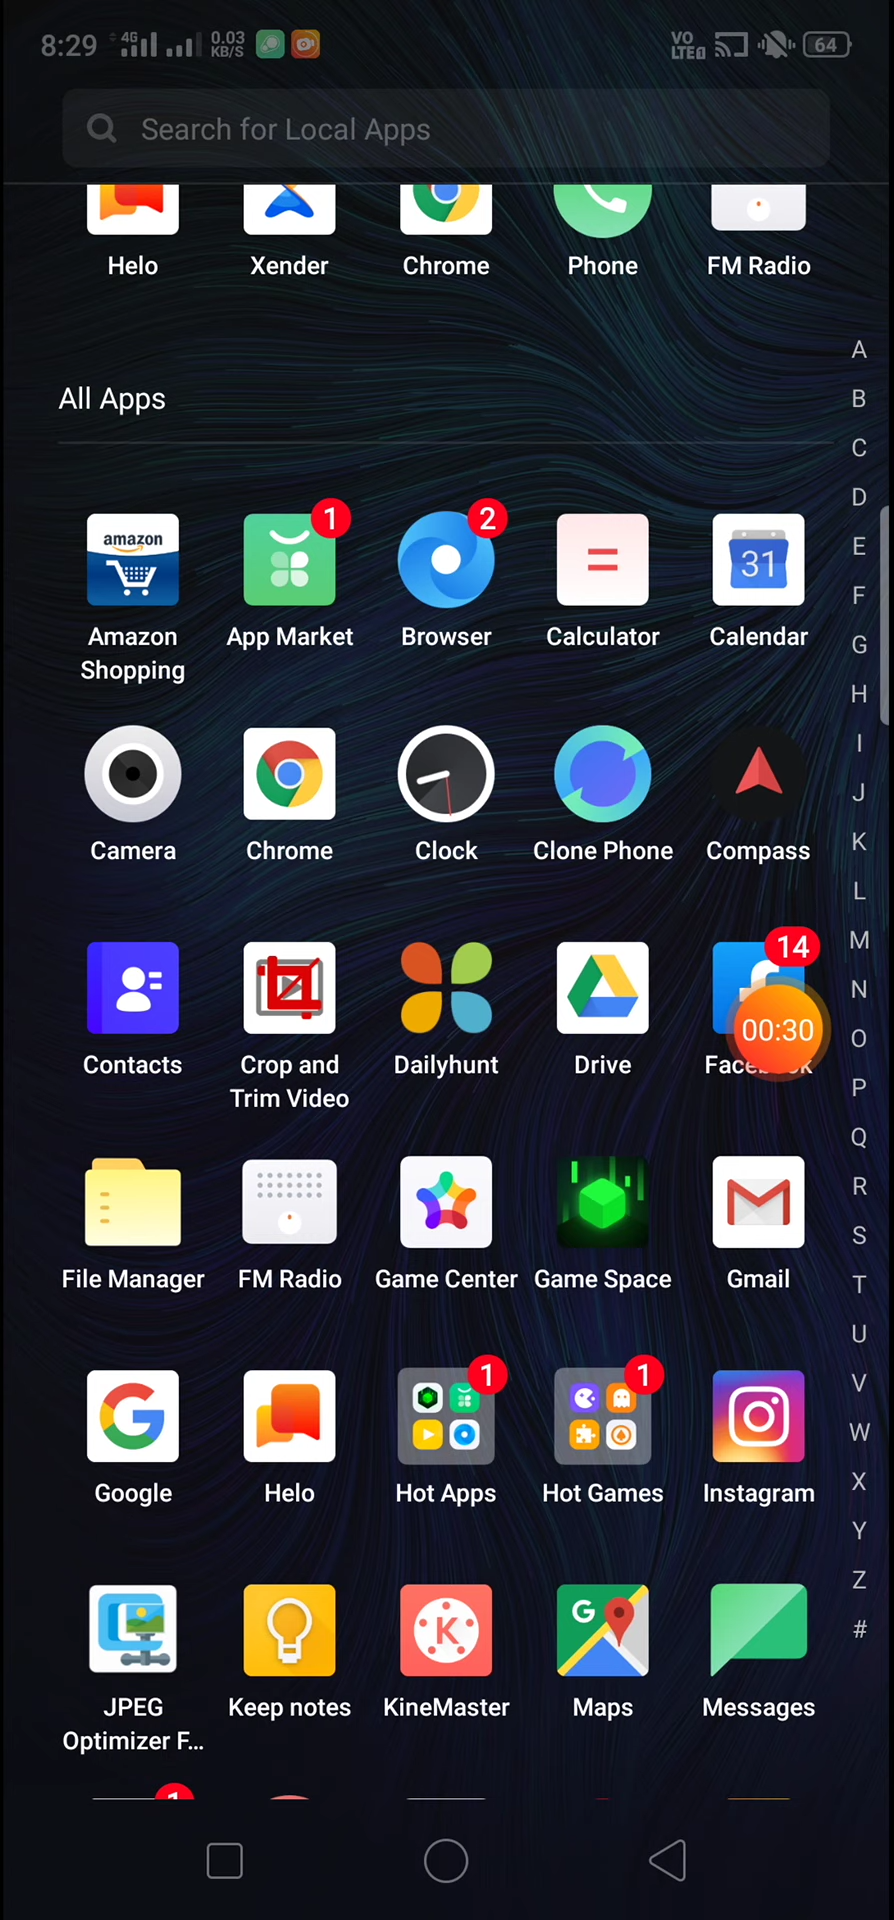 8:29 4G 0.03 KB/S VO LTE 64
Search for Local Apps
Helo Xender Chrome Phone FM Radio
All Apps
A
B
C
D
E
F
G
H
I
J
K
L
M
N
O
P
Q
R
S
T
U
V
W
X
Y
Z
#
amazon 1 2 31
Amazon Shopping App Market Browser Calculator Calendar
Camera Chrome Clock Clone Phone Compass
14
00:30
Contacts Crop and Trim Video Dailyhunt Drive
File Manager FM Radio Game Center Game Space Gmail
1 1
Google Helo Hot Apps Hot Games Instagram
K G
JPEG Optimizer F... Keep notes KineMaster Maps Messages